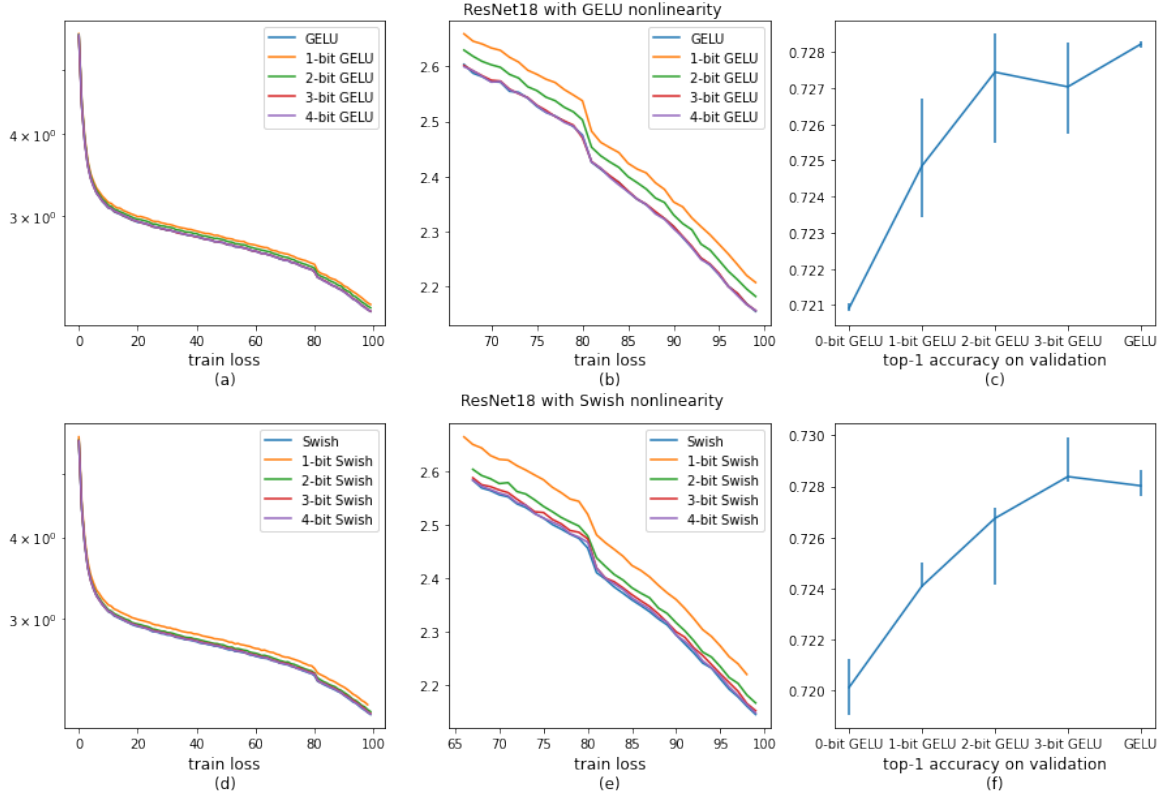 ResNet18 with GELU nonlinearity
4 × 10⁰
3 × 10⁰
GELU
1-bit GELU
2-bit GELU
3-bit GELU
4-bit GELU
0 20 40 60 80 100
train loss
(a)
2.6
2.5
2.4
2.3
2.2
GELU
1-bit GELU
2-bit GELU
3-bit GELU
4-bit GELU
70 75 80 85 90 95 100
train loss
(b)
0.728
0.727
0.726
0.725
0.724
0.723
0.722
0.721
0-bit GELU 1-bit GELU 2-bit GELU 3-bit GELU GELU
top-1 accuracy on validation
(c)
ResNet18 with Swish nonlinearity
4 × 10⁰
3 × 10⁰
Swish
1-bit Swish
2-bit Swish
3-bit Swish
4-bit Swish
0 20 40 60 80 100
train loss
(d)
2.6
2.5
2.4
2.3
2.2
Swish
1-bit Swish
2-bit Swish
3-bit Swish
4-bit Swish
65 70 75 80 85 90 95 100
train loss
(e)
0.730
0.728
0.726
0.724
0.722
0.720
0-bit GELU 1-bit GELU 2-bit GELU 3-bit GELU GELU
top-1 accuracy on validation
(f)